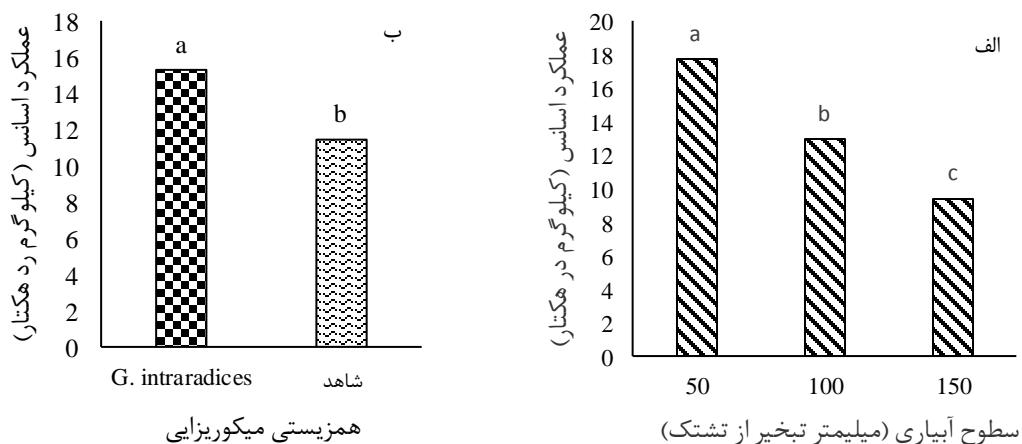 الف
عملکرد اسانس (کیلوگرم در هکتار)
20
18
16
14
12
10
8
6
4
2
0
a
b
c
50 100 150
سطوح آبیاری (میلیمتر تبخیر از تشتک)
ب
عملکرد اسانس (کیلوگرم رد هکتار)
18
16
14
12
10
8
6
4
2
0
a
b
G. intraradices شاهد
همزیستی میکوریزایی